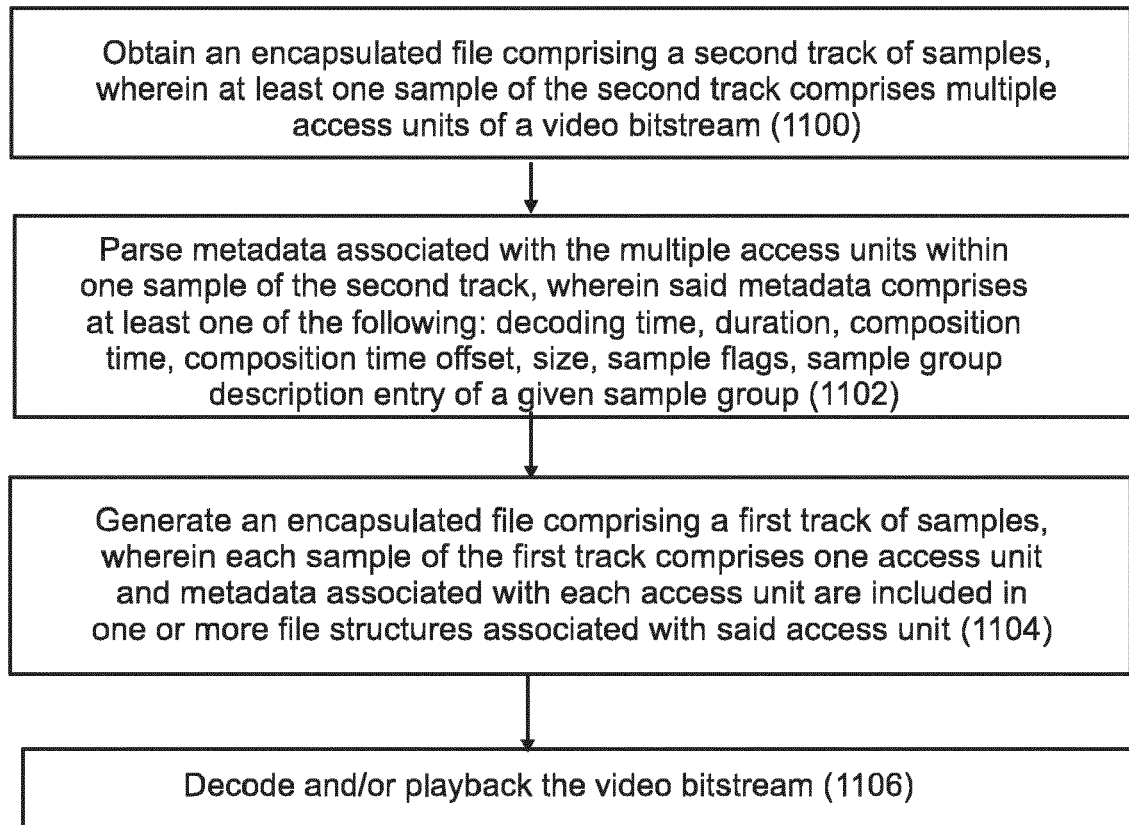 Obtain an encapsulated file comprising a second track of samples,
wherein at least one sample of the second track comprises multiple
access units of a video bitstream (1100)
Parse metadata associated with the multiple access units within
one sample of the second track, wherein said metadata comprises
at least one of the following: decoding time, duration, composition
time, composition time offset, size, sample flags, sample group
description entry of a given sample group (1102)
Generate an encapsulated file comprising a first track of samples,
wherein each sample of the first track comprises one access unit
and metadata associated with each access unit are included in
one or more file structures associated with said access unit (1104)
Decode and/or playback the video bitstream (1106)